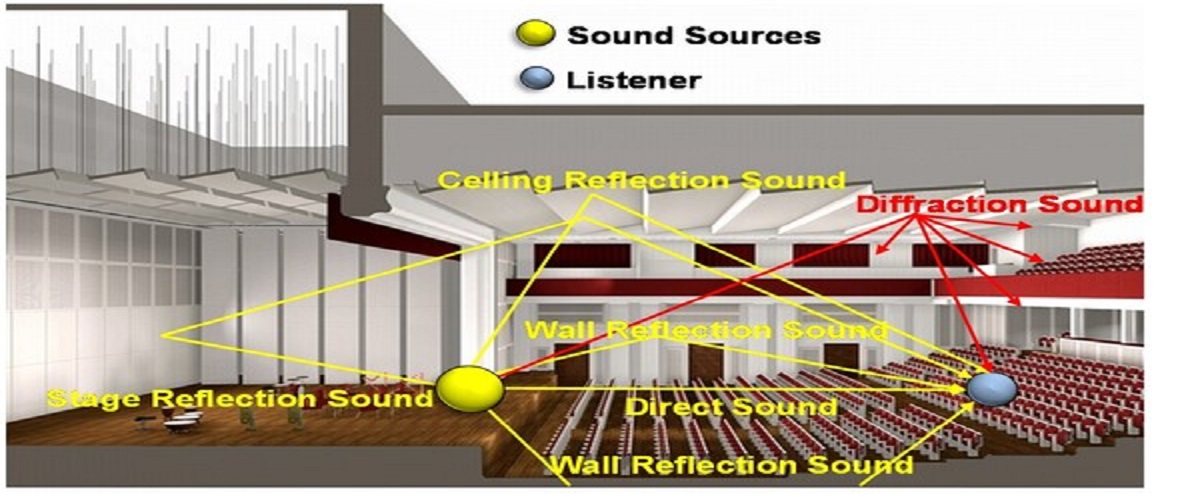 Sound Sources
Listener
Celling Reflection Sound
Diffraction Sound
Wall Reflection Sound
Stage Reflection Sound
Direct Sound
Wall Reflection Sound